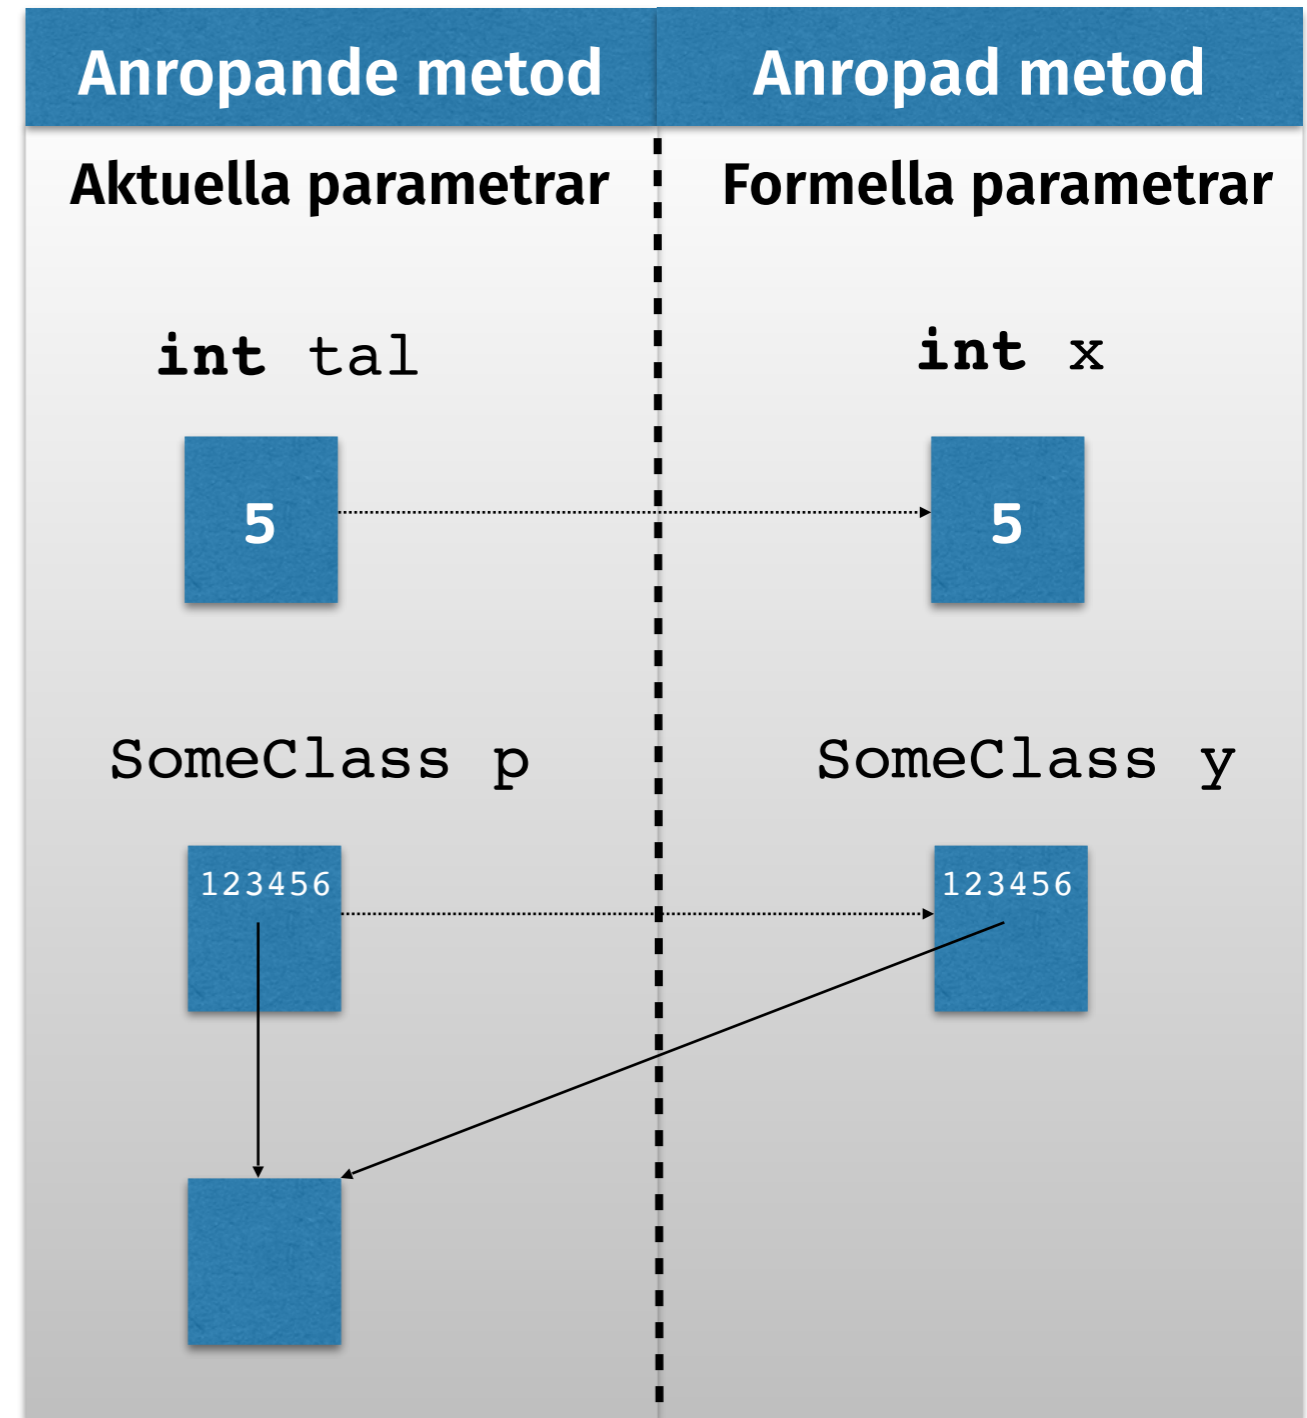 Anropande metod
Anropad metod
Aktuella parametrar
Formella parametrar
int tal
int x
5
5
SomeClass p
SomeClass y
123456
123456